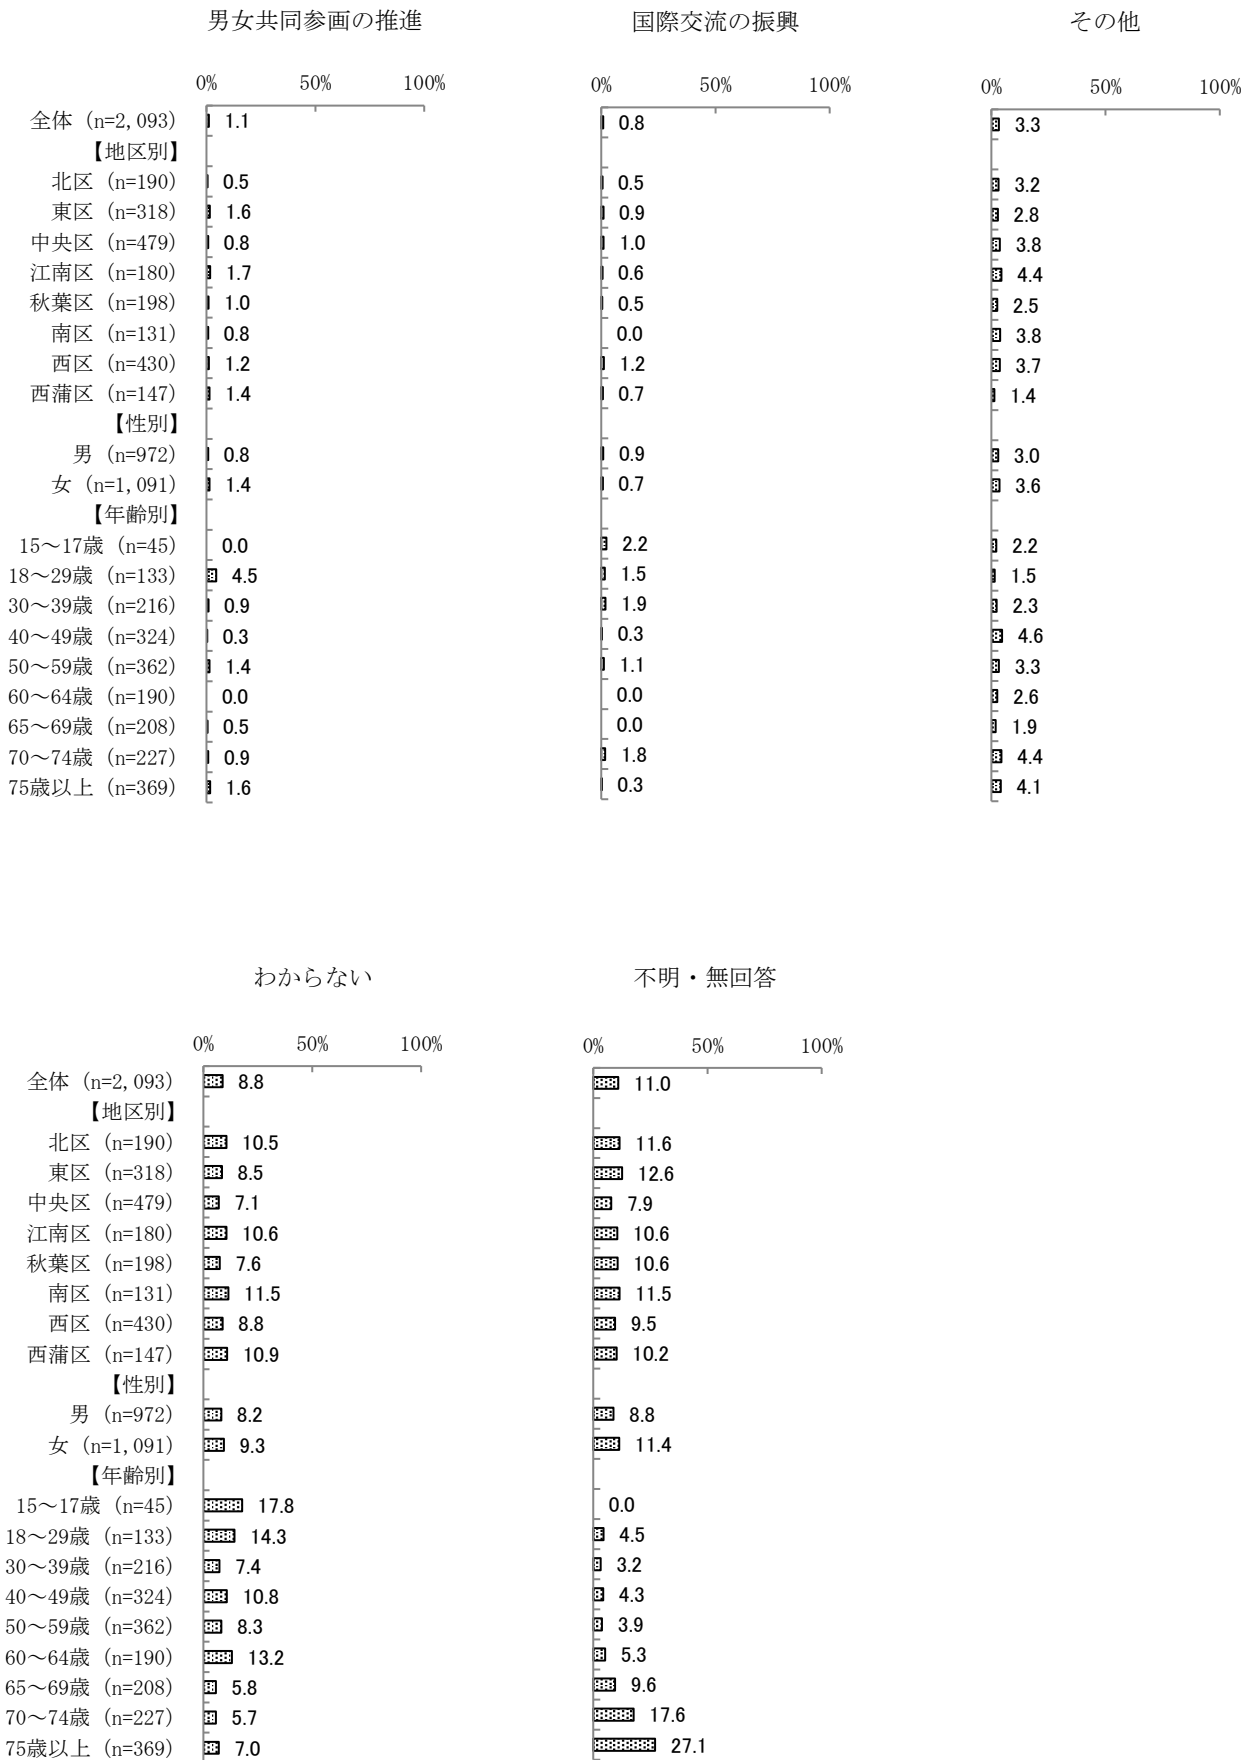 男女共同参画の推進 国際交流の振興 その他
0% 50% 100% 0% 50% 100% 0% 50% 100%
全体 (n=2,093) 1.1 0.8 3.3
【地区別】
北区 (n=190) 0.5 0.5 3.2
東区 (n=318) 1.6 0.9 2.8
中央区 (n=479) 0.8 1.0 3.8
江南区 (n=180) 1.7 0.6 4.4
秋葉区 (n=198) 1.0 0.5 2.5
南区 (n=131) 0.8 0.0 3.8
西区 (n=430) 1.2 1.2 3.7
西蒲区 (n=147) 1.4 0.7 1.4
【性別】
男 (n=972) 0.8 0.9 3.0
女 (n=1,091) 1.4 0.7 3.6
【年齢別】
15～17歳 (n=45) 0.0 2.2 2.2
18～29歳 (n=133) 4.5 1.5 1.5
30～39歳 (n=216) 0.9 1.9 2.3
40～49歳 (n=324) 0.3 0.3 4.6
50～59歳 (n=362) 1.4 1.1 3.3
60～64歳 (n=190) 0.0 0.0 2.6
65～69歳 (n=208) 0.5 0.0 1.9
70～74歳 (n=227) 0.9 1.8 4.4
75歳以上 (n=369) 1.6 0.3 4.1
わからない 不明・無回答
0% 50% 100% 0% 50% 100%
全体 (n=2,093) 8.8 11.0
【地区別】
北区 (n=190) 10.5 11.6
東区 (n=318) 8.5 12.6
中央区 (n=479) 7.1 7.9
江南区 (n=180) 10.6 10.6
秋葉区 (n=198) 7.6 10.6
南区 (n=131) 11.5 11.5
西区 (n=430) 8.8 9.5
西蒲区 (n=147) 10.9 10.2
【性別】
男 (n=972) 8.2 8.8
女 (n=1,091) 9.3 11.4
【年齢別】
15～17歳 (n=45) 17.8 0.0
18～29歳 (n=133) 14.3 4.5
30～39歳 (n=216) 7.4 3.2
40～49歳 (n=324) 10.8 4.3
50～59歳 (n=362) 8.3 3.9
60～64歳 (n=190) 13.2 5.3
65～69歳 (n=208) 5.8 9.6
70～74歳 (n=227) 5.7 17.6
75歳以上 (n=369) 7.0 27.1